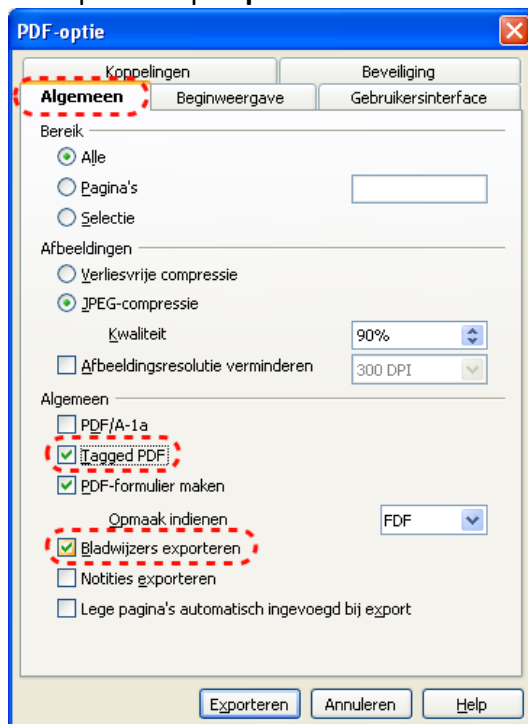 PDF-optie
Koppelingen Beveiliging
Algemeen Beginweergave Gebruikersinterface
Bereik
Alle
Pagina's
Selectie
Afbeeldingen
Verliesvrije compressie
JPEG-compressie
Kwaliteit 90%
Afbeeldingsresolutie verminderen 300 DPI
Algemeen
PDF/A-1a
Tagged PDF
PDF-formulier maken
Opmaak indienen FDF
Bladwijzers exporteren
Notities exporteren
Lege pagina's automatisch ingevoegd bij export
Exporteren Annuleren Help